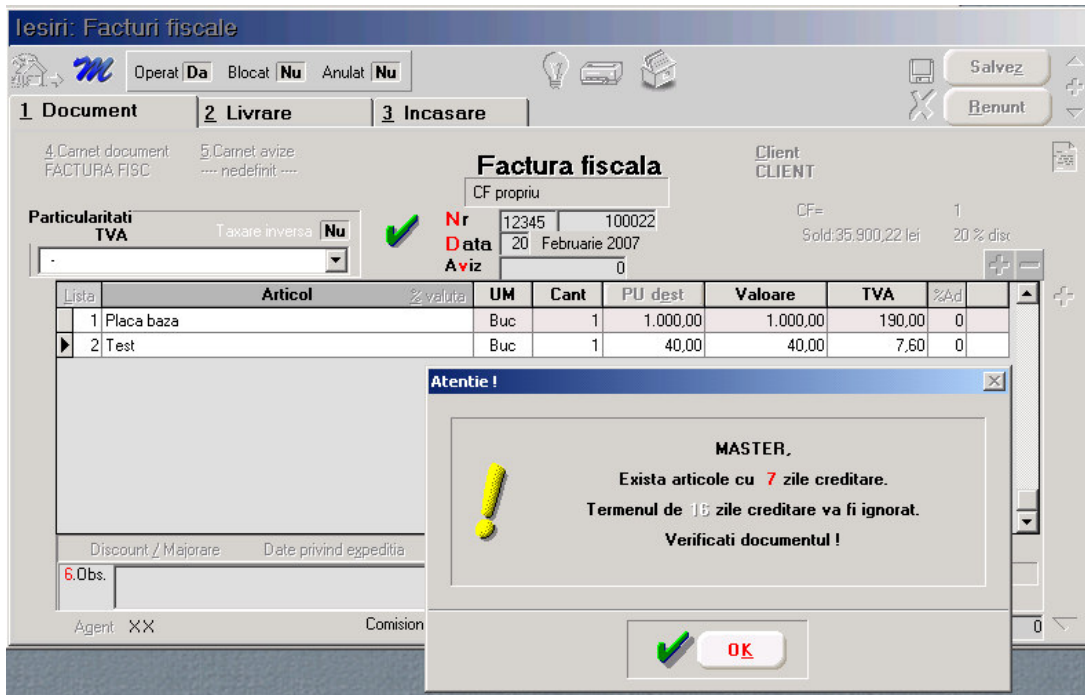 Iesiri: Facturi fiscale
Operat Da Blocat Nu Anulat Nu
Salvez
Renunt
1 Document 2 Livrare 3 Incasare
4.Carnet document 5.Carnet avize
FACTURA FISC ---- nedefinit ----
Factura fiscala
CF propriu
Client
CLIENT
Particularitati
TVA
Taxare inversa Nu
-
Nr 12345 100022
Data 20 Februarie 2007
Aviz 0
CF= 1
Sold:35.900,22 lei 20 % disc
Lista Articol % valuta UM Cant PU dest Valoare TVA %Ad
1 Placa baza Buc 1 1.000,00 1.000,00 190,00 0
2 Test Buc 1 40,00 40,00 7,60 0
Atentie !
MASTER,
Exista articole cu 7 zile creditare.
Termenul de 16 zile creditare va fi ignorat.
Verificati documentul !
OK
Discount / Majorare Date privind expeditia
6.Obs.
Agent XX Comision
0